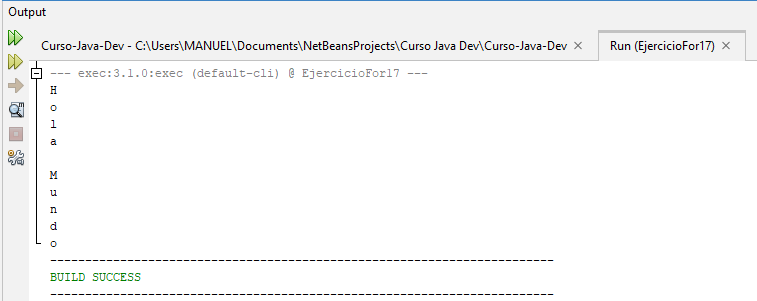 Output
Curso-Java-Dev - C:\Users\MANUEL\Documents\NetBeansProjects\Curso Java Dev\Curso-Java-Dev × Run (EjercicioFor17) ×
--- exec:3.1.0:exec (default-cli) @ EjercicioFor17 ---
H
o
l
a

M
u
n
d
o
------------------------------------------------------------------------
BUILD SUCCESS
------------------------------------------------------------------------